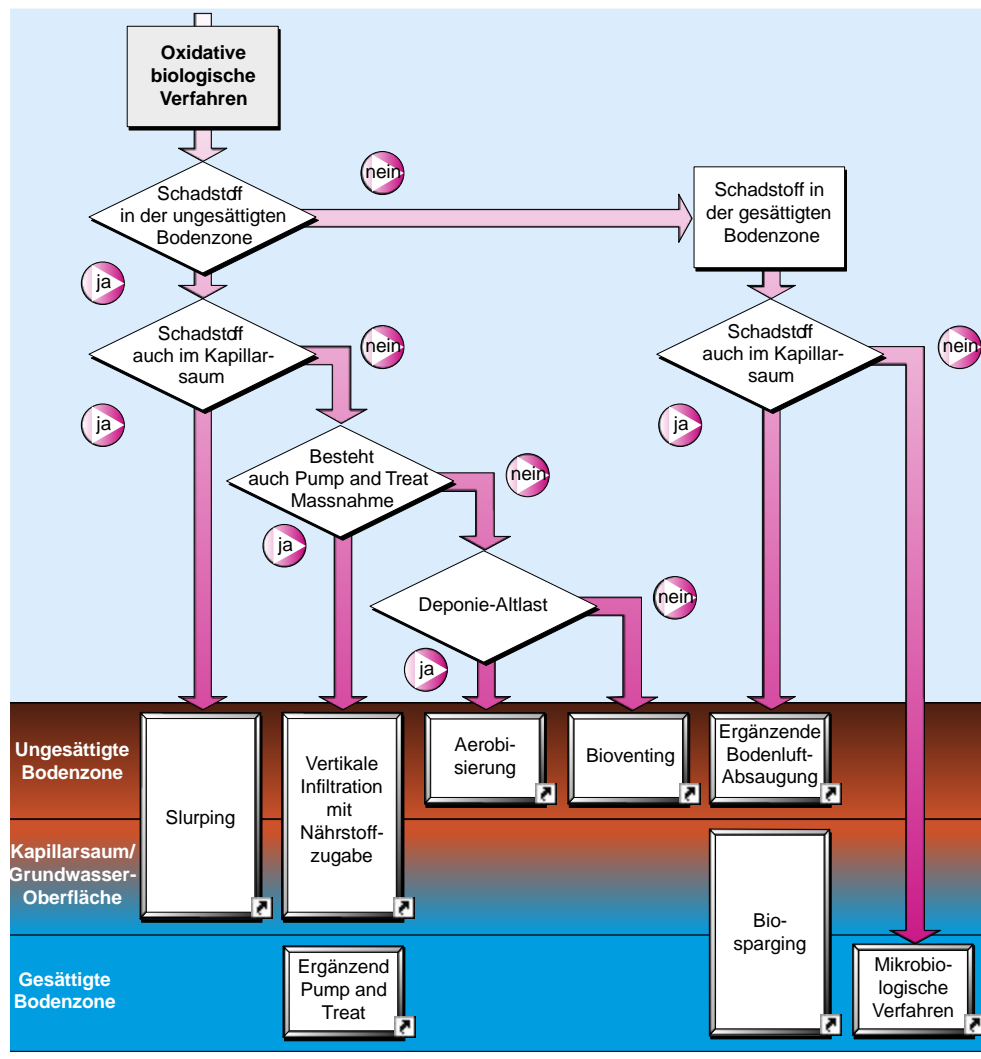 Oxidative
biologische
Verfahren
nein
Schadstoff
in der ungesättigten
Bodenzone
Schadstoff in
der gesättigten
Bodenzone
ja
Schadstoff
auch im Kapillar-
saum
nein
Schadstoff
auch im Kapillar-
saum
nein
ja
ja
Besteht
auch Pump and Treat
Massnahme
nein
ja
Deponie-Altlast
nein
ja
Ungesättigte
Bodenzone
Slurping
Vertikale
Infiltration
mit
Nährstoff-
zugabe
Aerobi-
sierung
Bioventing
Ergänzende
Bodenluft-
Absaugung
Kapillarsaum/
Grundwasser-
Oberfläche
Bio-
sparging
Gesättigte
Bodenzone
Ergänzend
Pump and
Treat
Mikrobio-
logische
Verfahren